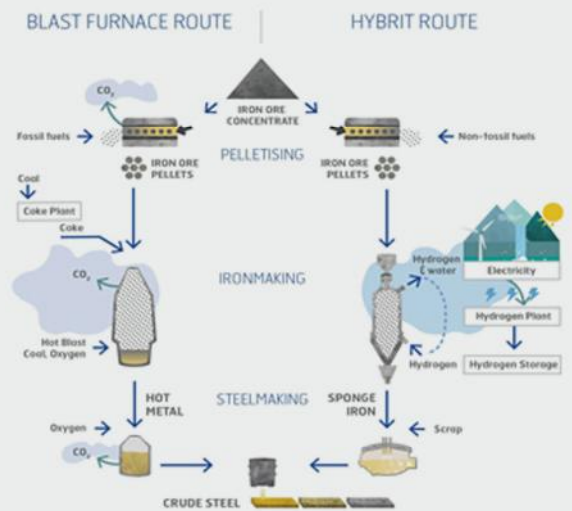 BLAST FURNACE ROUTE
HYBRIT ROUTE
CO₂
IRON ORE
CONCENTRATE
Fossil fuels
Non-fossil fuels
PELLETISING
IRON ORE
PELLETS
IRON ORE
PELLETS
Coal
Coke Plant
Coke
CO₂
IRONMAKING
Hydrogen
& water
Electricity
Hydrogen Plant
Hot Blast
Coal, Oxygen
Hydrogen
Hydrogen Storage
HOT
METAL
STEELMAKING
SPONGE
IRON
Oxygen
Scrap
CO₂
CRUDE STEEL